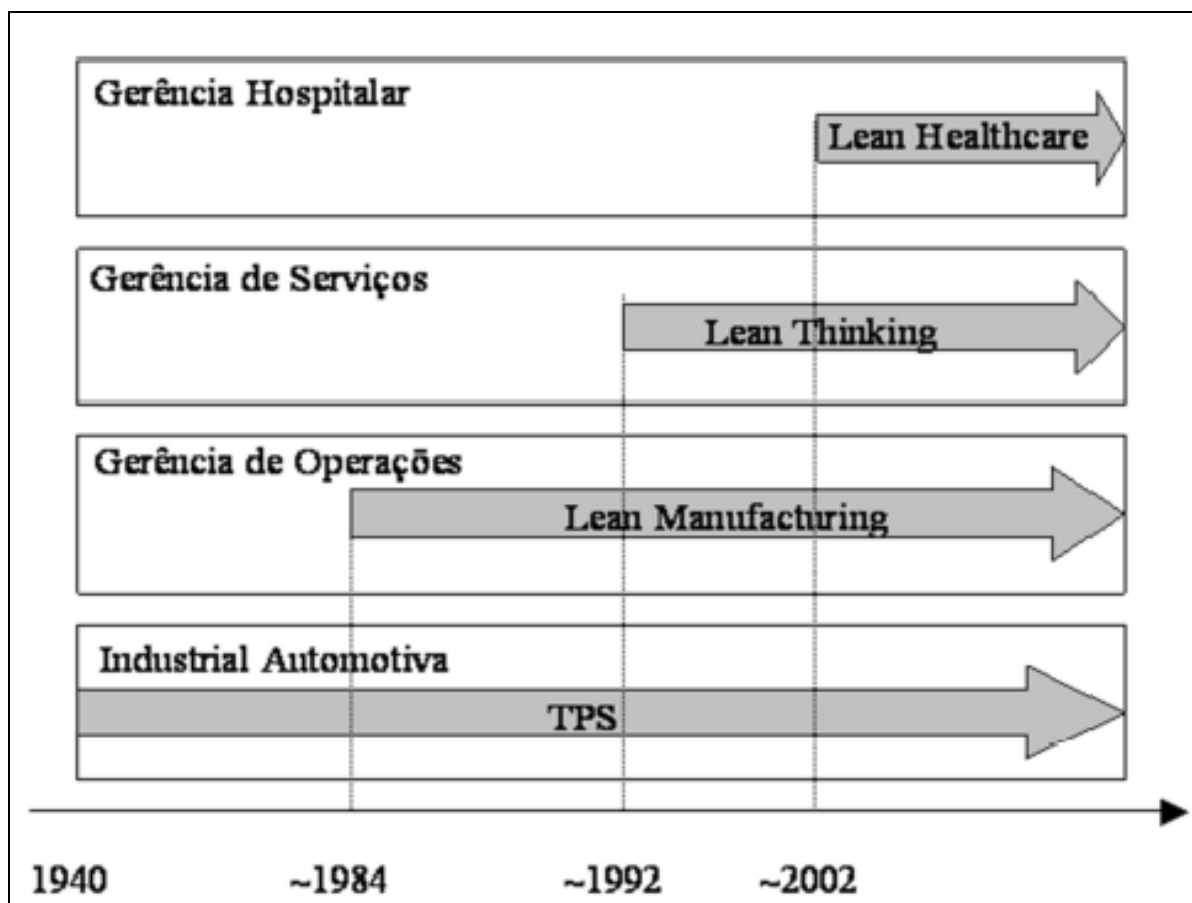 Gerência Hospitalar
Lean Healthcare
Gerência de Serviços
Lean Thinking
Gerência de Operações
Lean Manufacturing
Industrial Automotiva
TPS
1940 ~1984 ~1992 ~2002